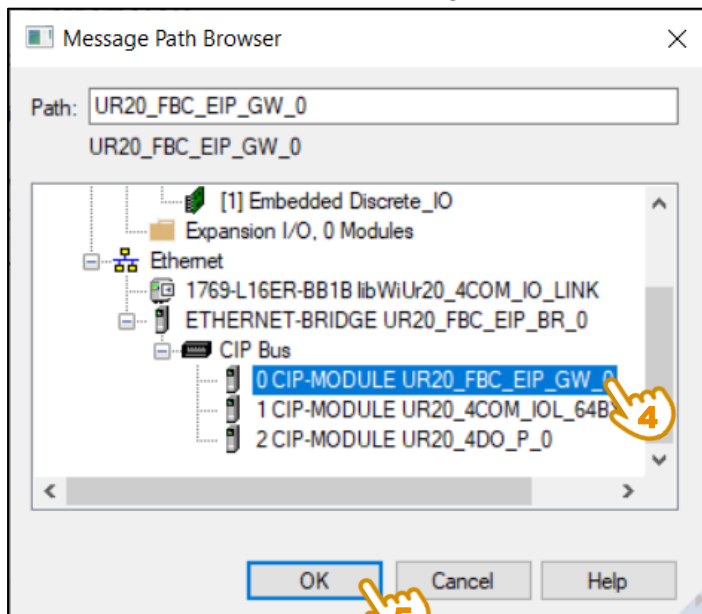 Message Path Browser
Path: UR20_FBC_EIP_GW_0
UR20_FBC_EIP_GW_0
[1] Embedded Discrete_IO
Expansion I/O, 0 Modules
Ethernet
1769-L16ER-BB1B libWiUr20_4COM_IO_LINK
ETHERNET-BRIDGE UR20_FBC_EIP_BR_0
CIP Bus
0 CIP-MODULE UR20_FBC_EIP_GW_0
1 CIP-MODULE UR20_4COM_IOL_64B
4
2 CIP-MODULE UR20_4DO_P_0
OK Cancel Help
5